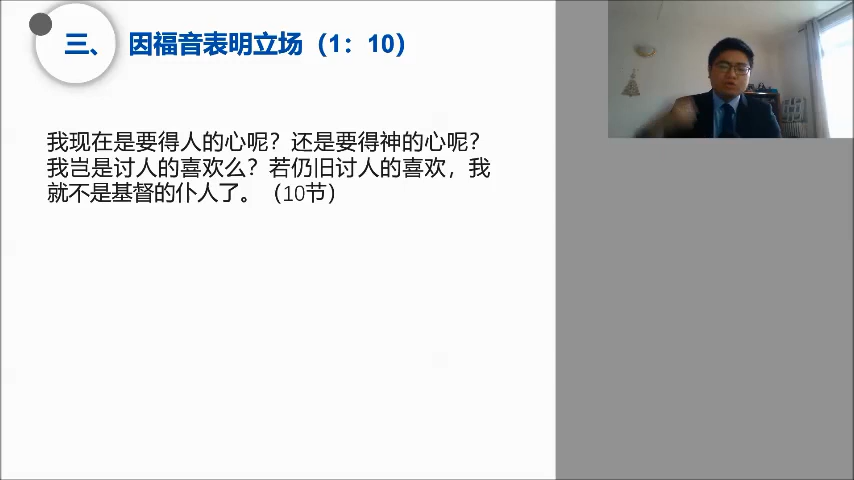 三、 因福音表明立场（1：10）
我现在是要得人的心呢？还是要得神的心呢？
我岂是讨人的喜欢么？若仍旧讨人的喜欢，我
就不是基督的仆人了。（10节）